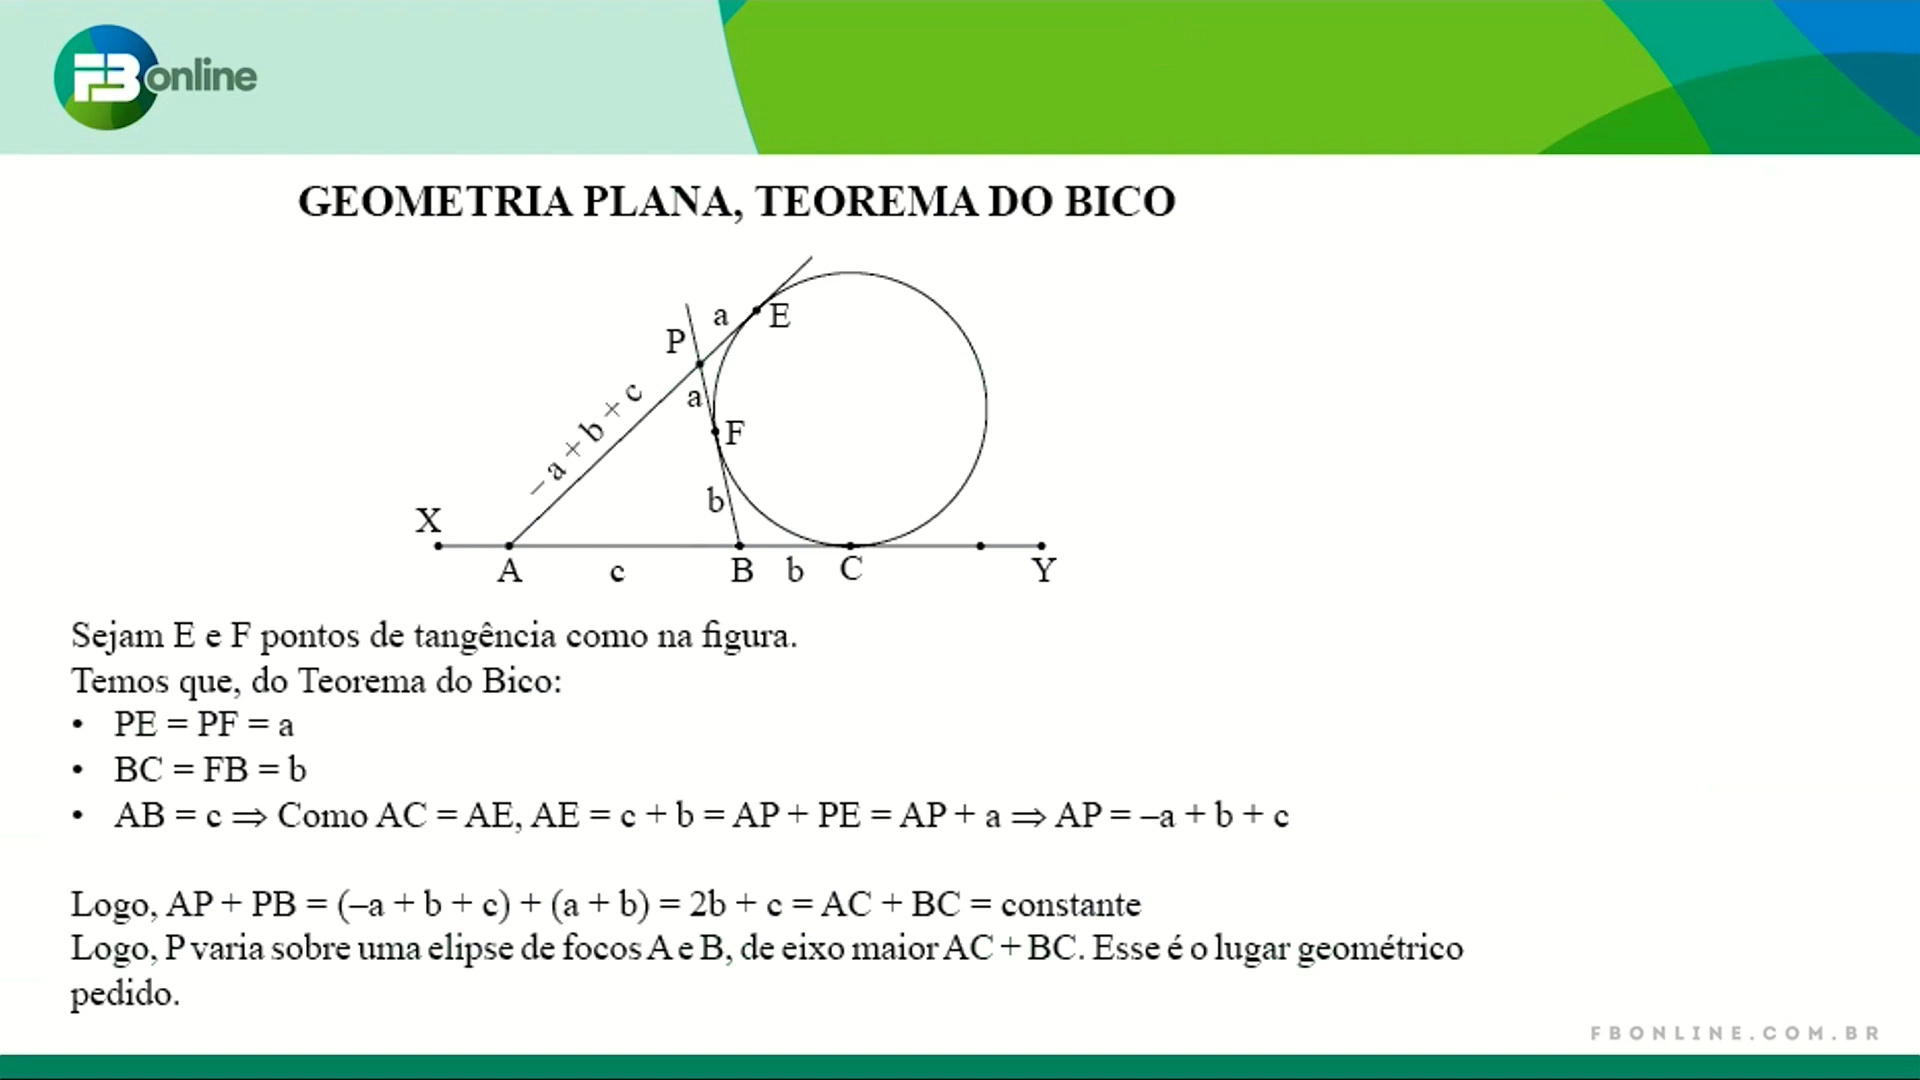 FB online
GEOMETRIA PLANA, TEOREMA DO BICO
a
E
P
a
– a + b + c
F
b
X
A
c
B
b
C
Y
Sejam E e F pontos de tangência como na figura.
Temos que, do Teorema do Bico:
• PE = PF = a
• BC = FB = b
• AB = c ⇒ Como AC = AE, AE = c + b = AP + PE = AP + a ⇒ AP = –a + b + c
Logo, AP + PB = (–a + b + c) + (a + b) = 2b + c = AC + BC = constante
Logo, P varia sobre uma elipse de focos A e B, de eixo maior AC + BC. Esse é o lugar geométrico
pedido.
FBONLINE.COM.BR